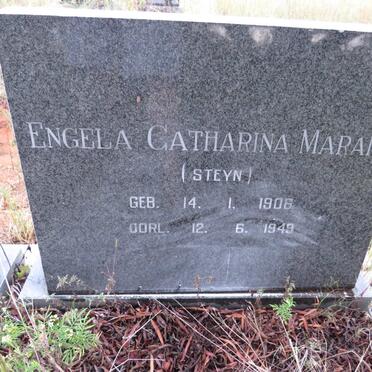 ENGELA CATHARINA MARAI
(STEYN)
GEB. 14. 1. 1906
OORL. 12. 6. 1949